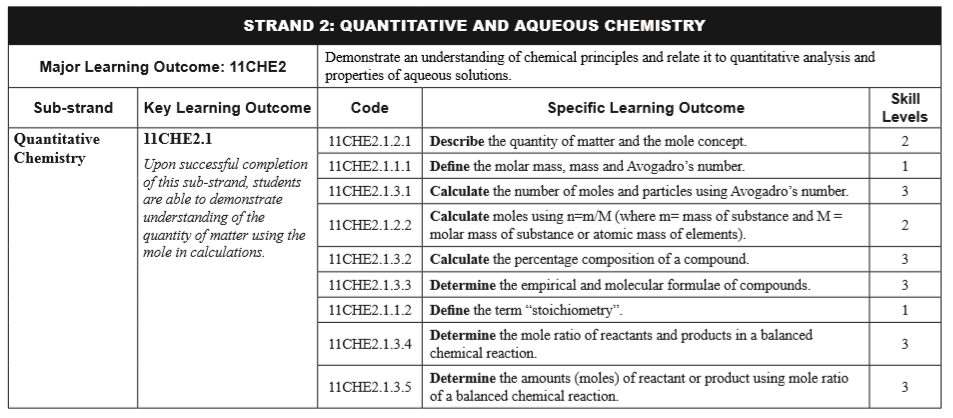 STRAND 2: QUANTITATIVE AND AQUEOUS CHEMISTRY
Major Learning Outcome: 11CHE2
Demonstrate an understanding of chemical principles and relate it to quantitative analysis and
properties of aqueous solutions.
Sub-strand
Key Learning Outcome
Code
Specific Learning Outcome
Skill
Levels
Quantitative
Chemistry
11CHE2.1
Upon successful completion
of this sub-strand, students
are able to demonstrate
understanding of the
quantity of matter using the
mole in calculations.
11CHE2.1.2.1 Describe the quantity of matter and the mole concept. 2
11CHE2.1.1.1 Define the molar mass, mass and Avogadro's number. 1
11CHE2.1.3.1 Calculate the number of moles and particles using Avogadro's number. 3
11CHE2.1.2.2 Calculate moles using n=m/M (where m= mass of substance and M =
molar mass of substance or atomic mass of elements). 2
11CHE2.1.3.2 Calculate the percentage composition of a compound. 3
11CHE2.1.3.3 Determine the empirical and molecular formulae of compounds. 3
11CHE2.1.1.2 Define the term "stoichiometry". 1
11CHE2.1.3.4 Determine the mole ratio of reactants and products in a balanced
chemical reaction. 3
11CHE2.1.3.5 Determine the amounts (moles) of reactant or product using mole ratio
of a balanced chemical reaction. 3